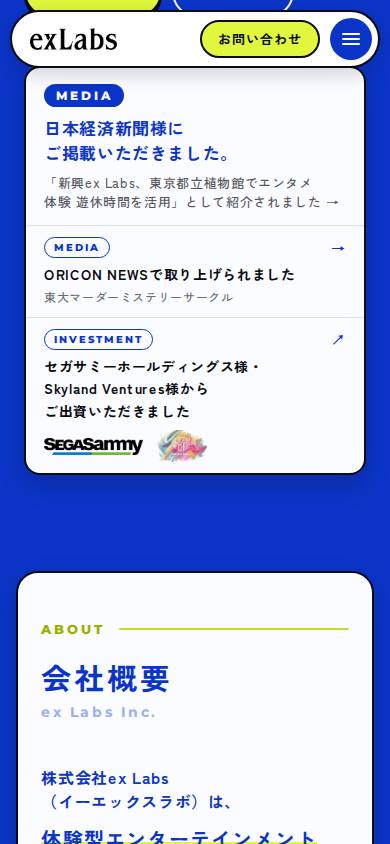 exLabs
お問い合わせ
MEDIA
日本経済新聞様に
ご掲載いただきました。
「新興ex Labs、東京都立植物館でエンタメ
体験 遊休時間を活用」として紹介されました →
MEDIA →
ORICON NEWSで取り上げられました
東大マーダーミステリーサークル
INVESTMENT ↗
セガサミーホールディングス様・
Skyland Ventures様から
ご出資いただきました
SEGASammy
ABOUT
会社概要
ex Labs Inc.
株式会社ex Labs
（イーエックスラボ）は、
体験型エンターテインメント